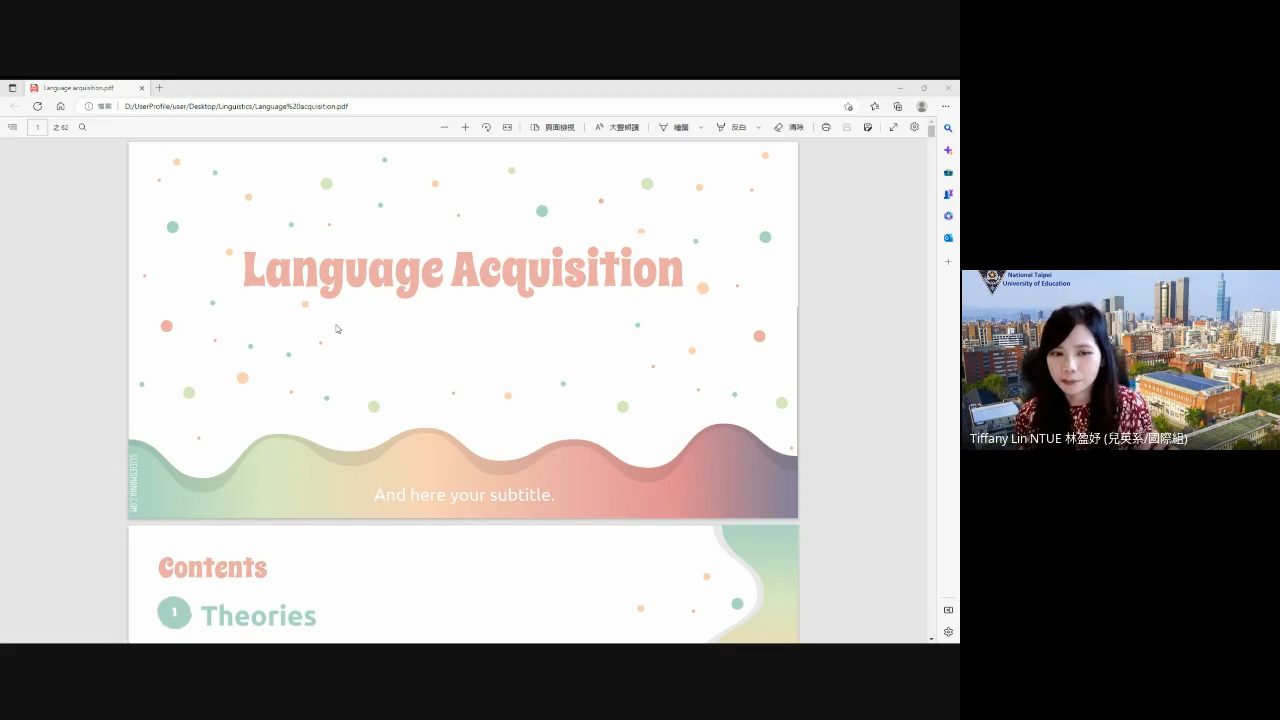 Language acquisition.pdf
檔案 D:/UserProfile/user/Desktop/Linguistics/Language%20acquisition.pdf
1 之 62 頁面檢視 大聲朗讀 繪圖 反白 清除
Language Acquisition
SLIDESMANIA.COM
And here your subtitle.
Contents
1 Theories
National Taipei
University of Education
Tiffany Lin NTUE 林盈妤 (兒英系/國際組)